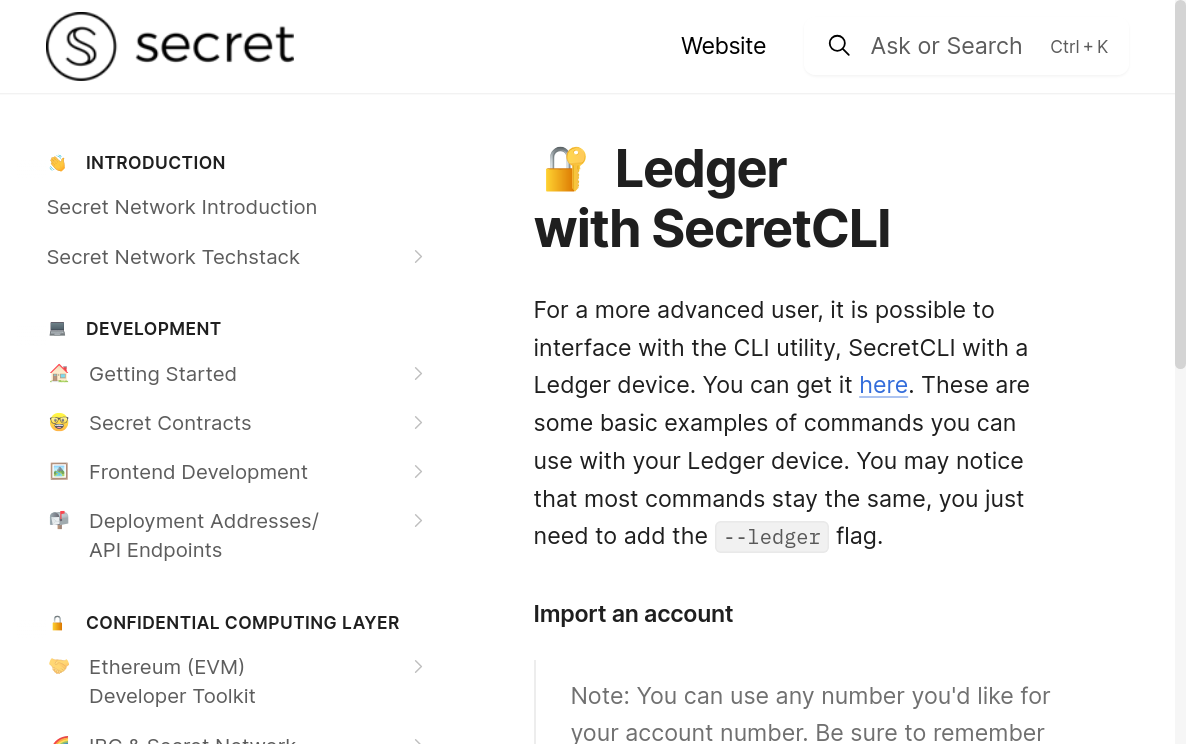 secret
Website
Ask or Search Ctrl + K
INTRODUCTION
Secret Network Introduction
Secret Network Techstack
DEVELOPMENT
Getting Started
Secret Contracts
Frontend Development
Deployment Addresses/
API Endpoints
CONFIDENTIAL COMPUTING LAYER
Ethereum (EVM)
Developer Toolkit
IBC & Secret Network
Ledger
with SecretCLI
For a more advanced user, it is possible to
interface with the CLI utility, SecretCLI with a
Ledger device. You can get it here. These are
some basic examples of commands you can
use with your Ledger device. You may notice
that most commands stay the same, you just
need to add the --ledger flag.
Import an account
Note: You can use any number you'd like for
your account number. Be sure to remember